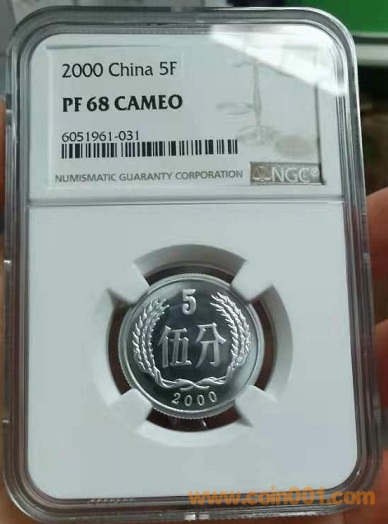 2000 China 5F
PF 68 CAMEO
6051961-031
NUMISMATIC GUARANTY CORPORATION
NGC®
5
伍分
2000
www.coin001.com